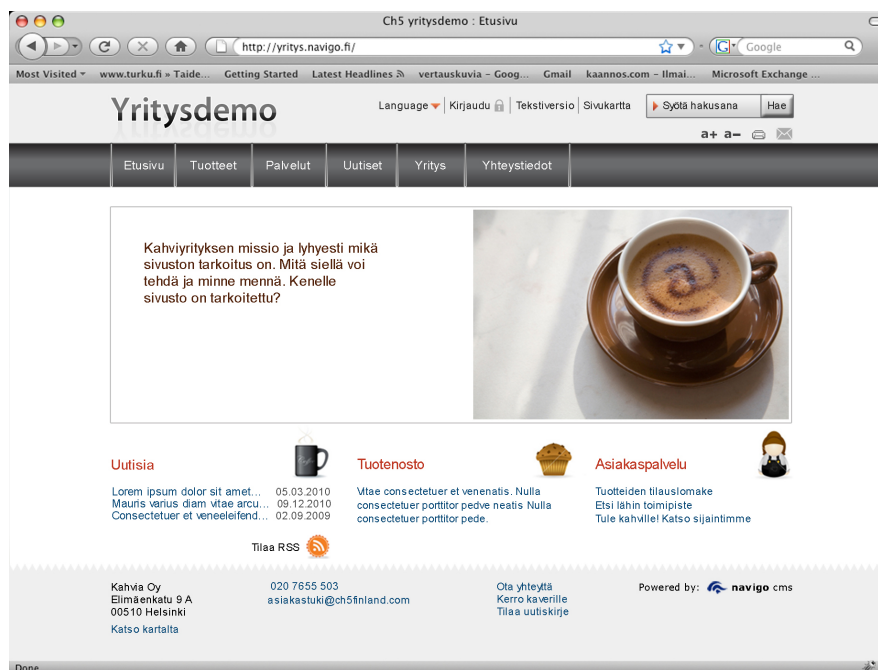 Ch5 yritysdemo : Etusivu
http://yritys.navigo.fi/
G Google
Most Visited www.turku.fi » Taide... Getting Started Latest Headlines vertauskuvia – Goog... Gmail kaannos.com – Ilmai... Microsoft Exchange ...
Yritysdemo
Language Kirjaudu Tekstiversio Sivukartta Syötä hakusana Hae
a+ a–
Etusivu Tuotteet Palvelut Uutiset Yritys Yhteystiedot
Kahviyrityksen missio ja lyhyesti mikä
sivuston tarkoitus on. Mitä siellä voi
tehdä ja minne mennä. Kenelle
sivusto on tarkoitettu?
Uutisia
Lorem ipsum dolor sit amet... 05.03.2010
Mauris varius diam vitae arcu... 09.12.2010
Consectetuer et veneeleifend... 02.09.2009
Tilaa RSS
Tuotenosto
Vitae consectetuer et venenatis. Nulla
consectetuer porttitor pedve neatis Nulla
consectetuer porttitor pede.
Asiakaspalvelu
Tuotteiden tilauslomake
Etsi lähin toimipiste
Tule kahville! Katso sijaintimme
Kahvia Oy
Elimäenkatu 9 A
00510 Helsinki
Katso kartalta
020 7655 503
asiakastuki@ch5finland.com
Ota yhteyttä
Kerro kaverille
Tilaa uutiskirje
Powered by: navigo cms
Done